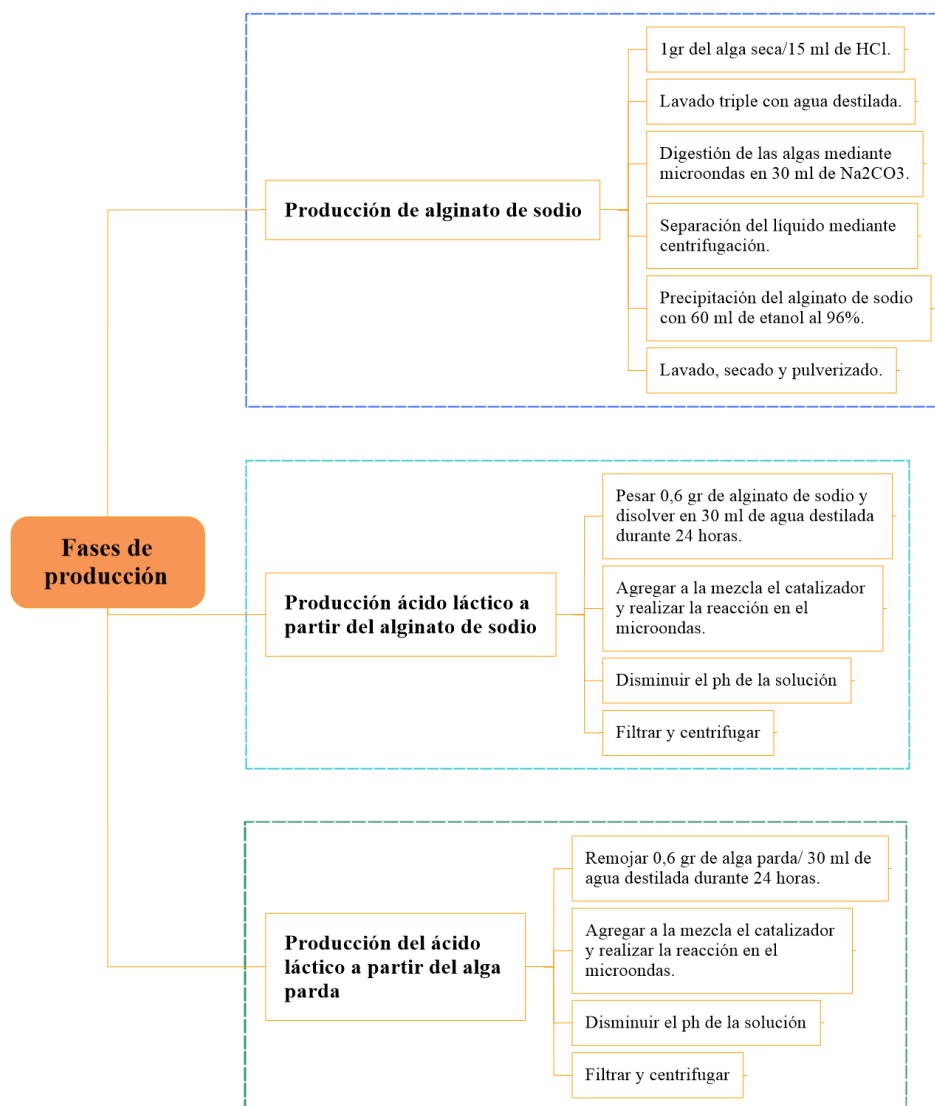 Fases de
producción
Producción de alginato de sodio
1gr del alga seca/15 ml de HCl.
Lavado triple con agua destilada.
Digestión de las algas mediante
microondas en 30 ml de Na2CO3.
Separación del líquido mediante
centrifugación.
Precipitación del alginato de sodio
con 60 ml de etanol al 96%.
Lavado, secado y pulverizado.
Producción ácido láctico a
partir del alginato de sodio
Pesar 0,6 gr de alginato de sodio y
disolver en 30 ml de agua destilada
durante 24 horas.
Agregar a la mezcla el catalizador
y realizar la reacción en el
microondas.
Disminuir el ph de la solución
Filtrar y centrifugar
Producción del ácido
láctico a partir del alga
parda
Remojar 0,6 gr de alga parda/ 30 ml de
agua destilada durante 24 horas.
Agregar a la mezcla el catalizador
y realizar la reacción en el
microondas.
Disminuir el ph de la solución
Filtrar y centrifugar